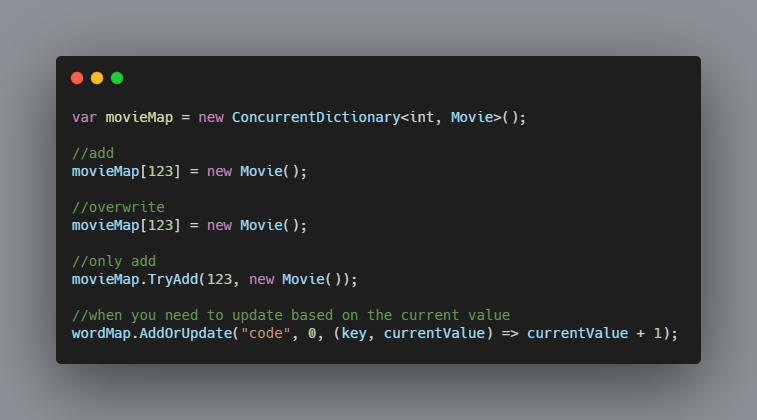 var movieMap = new ConcurrentDictionary<int, Movie>();
//add
movieMap[123] = new Movie();
//overwrite
movieMap[123] = new Movie();
//only add
movieMap.TryAdd(123, new Movie());
//when you need to update based on the current value
wordMap.AddOrUpdate("code", 0, (key, currentValue) => currentValue + 1);